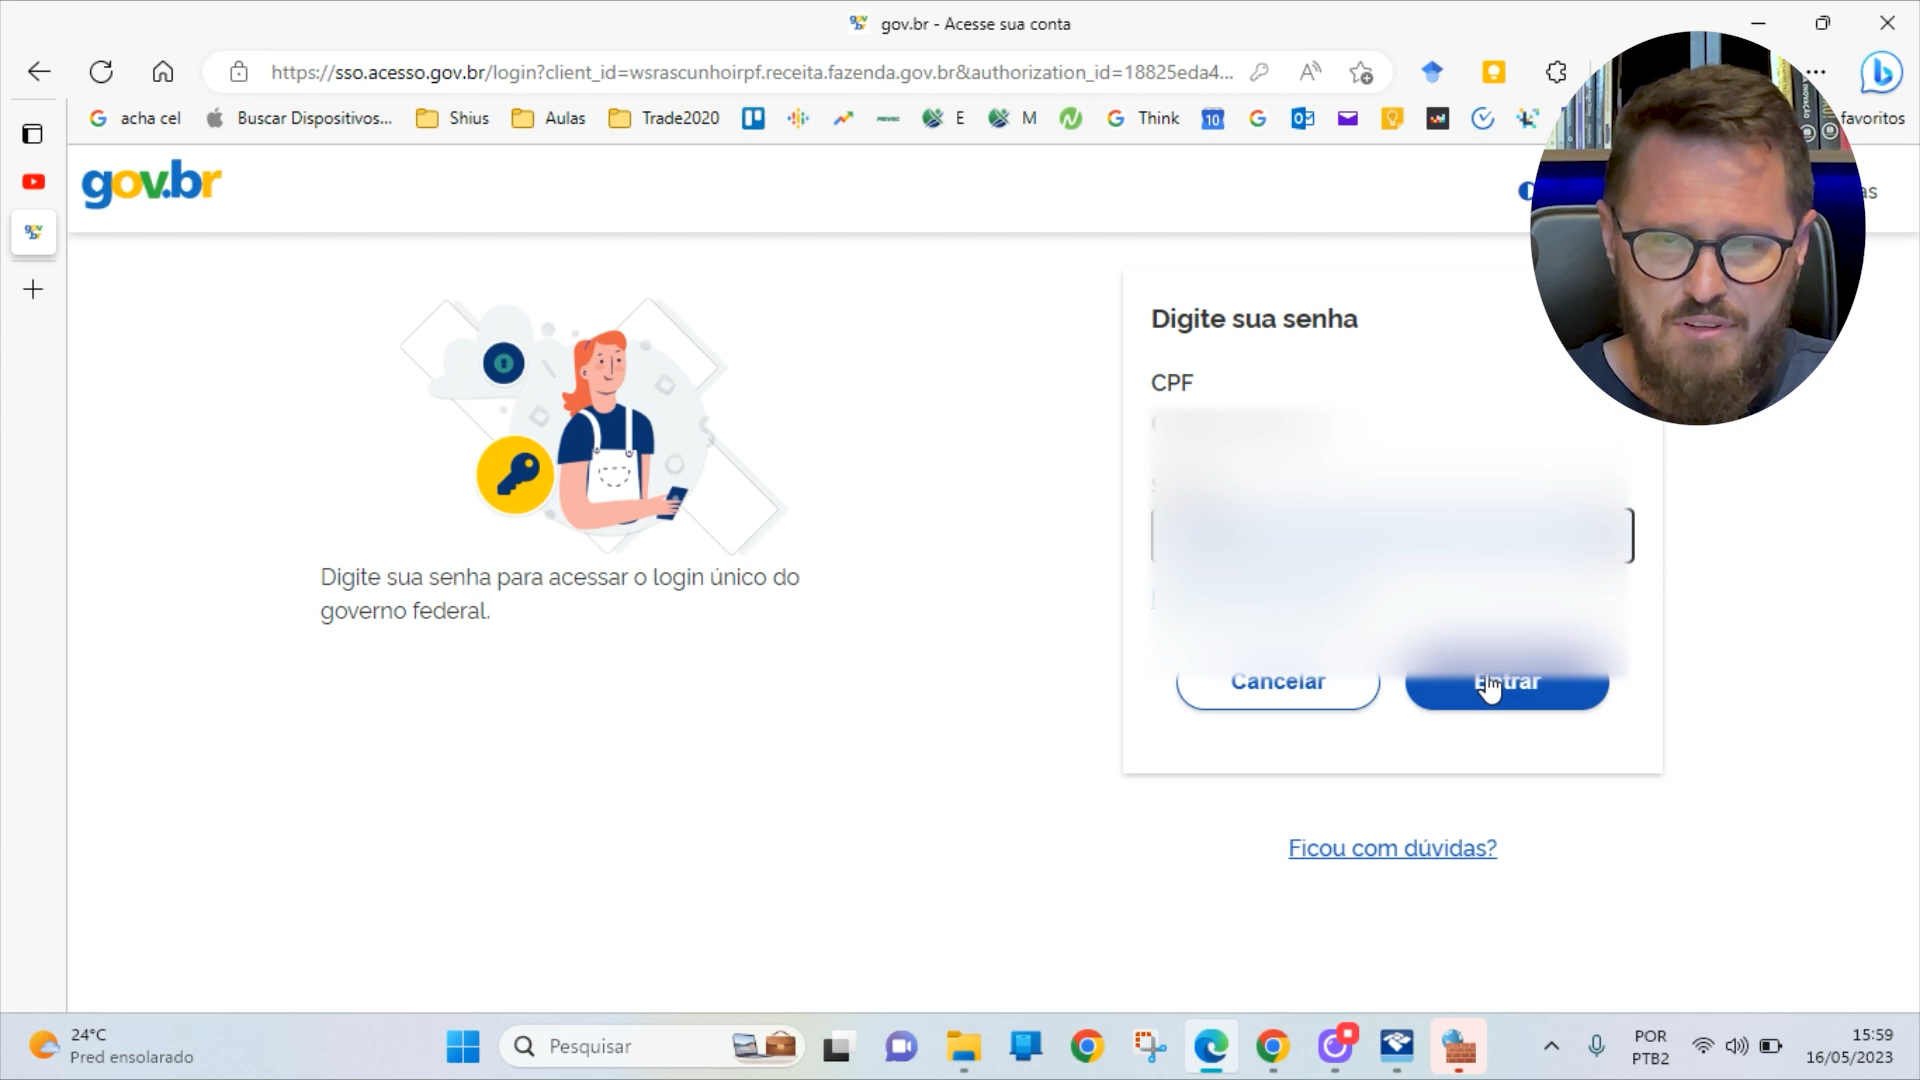 gov.br - Acesse sua conta
https://sso.acesso.gov.br/login?client_id=wsrascunhoirpf.receita.fazenda.gov.br&authorization_id=18825eda4...
acha cel
Buscar Dispositivos...
Shius
Aulas
Trade2020
E
M
Think
10
favoritos
gov.br
Digite sua senha
CPF
Digite sua senha para acessar o login único do
governo federal.
Cancelar
Entrar
Ficou com dúvidas?
24°C
Pred ensolarado
Pesquisar
POR
PTB2
15:59
16/05/2023